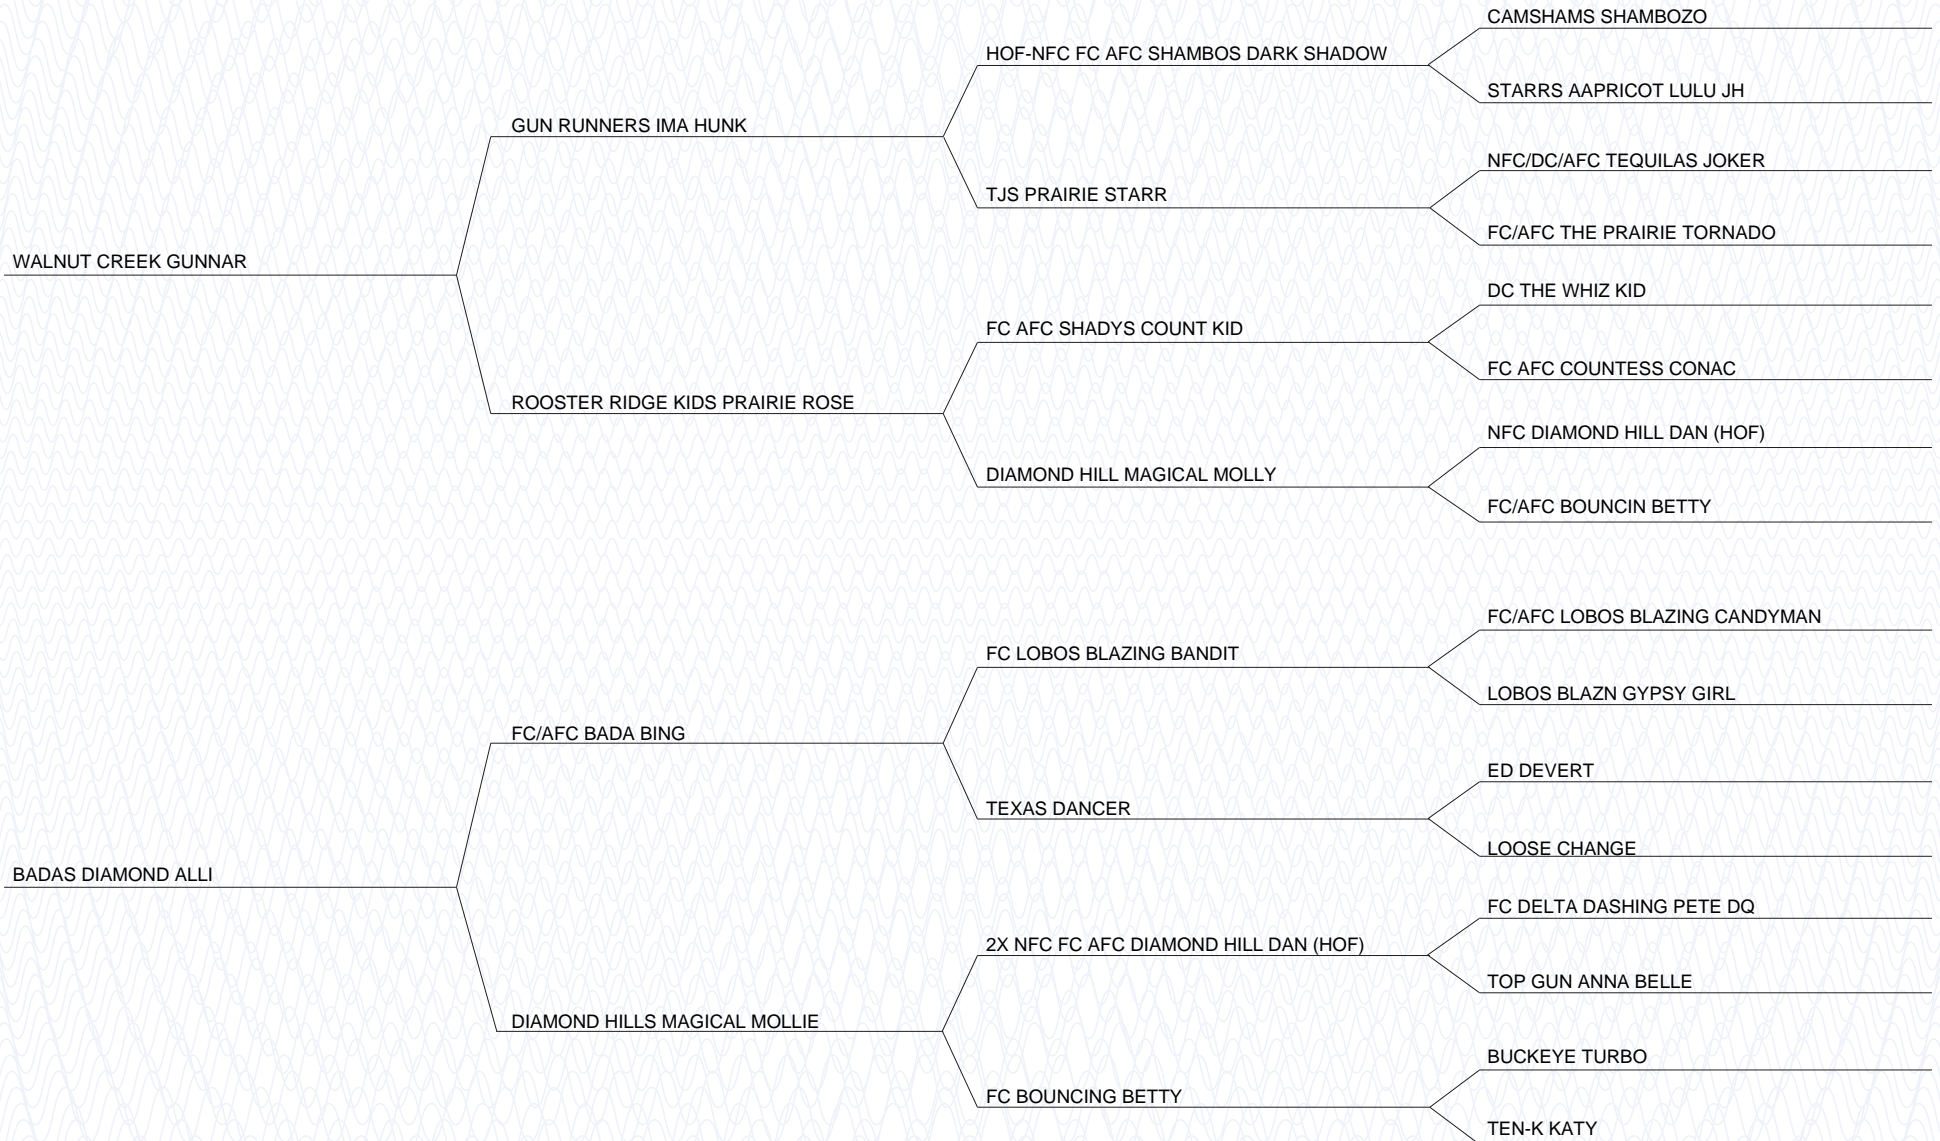 CAMSHAMS SHAMBOZO
HOF-NFC FC AFC SHAMBOS DARK SHADOW
STARRS AAPRICOT LULU JH
GUN RUNNERS IMA HUNK
NFC/DC/AFC TEQUILAS JOKER
TJS PRAIRIE STARR
FC/AFC THE PRAIRIE TORNADO
WALNUT CREEK GUNNAR
DC THE WHIZ KID
FC AFC SHADYS COUNT KID
FC AFC COUNTESS CONAC
ROOSTER RIDGE KIDS PRAIRIE ROSE
NFC DIAMOND HILL DAN (HOF)
DIAMOND HILL MAGICAL MOLLY
FC/AFC BOUNCIN BETTY
FC/AFC LOBOS BLAZING CANDYMAN
FC LOBOS BLAZING BANDIT
LOBOS BLAZN GYPSY GIRL
FC/AFC BADA BING
ED DEVERT
TEXAS DANCER
LOOSE CHANGE
BADAS DIAMOND ALLI
FC DELTA DASHING PETE DQ
2X NFC FC AFC DIAMOND HILL DAN (HOF)
TOP GUN ANNA BELLE
DIAMOND HILLS MAGICAL MOLLIE
BUCKEYE TURBO
FC BOUNCING BETTY
TEN-K KATY